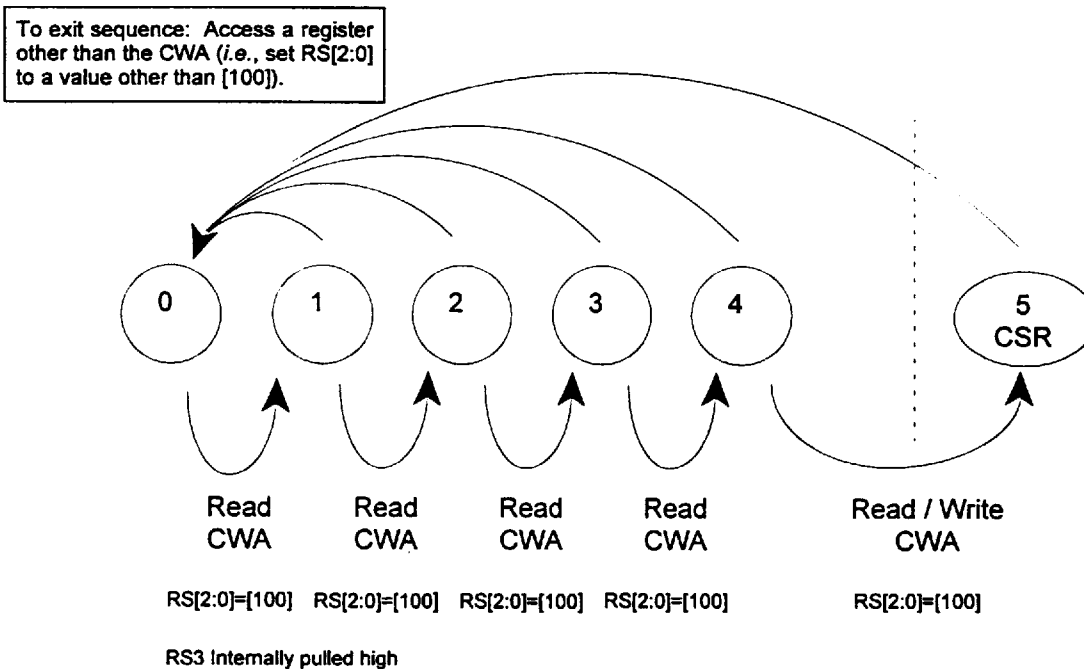 To exit sequence: Access a register
other than the CWA (i.e., set RS[2:0]
to a value other than [100]).
0
1
2
3
4
5
CSR
Read
CWA
Read
CWA
Read
CWA
Read
CWA
Read / Write
CWA
RS[2:0]=[100]
RS[2:0]=[100]
RS[2:0]=[100]
RS[2:0]=[100]
RS[2:0]=[100]
RS3 Internally pulled high